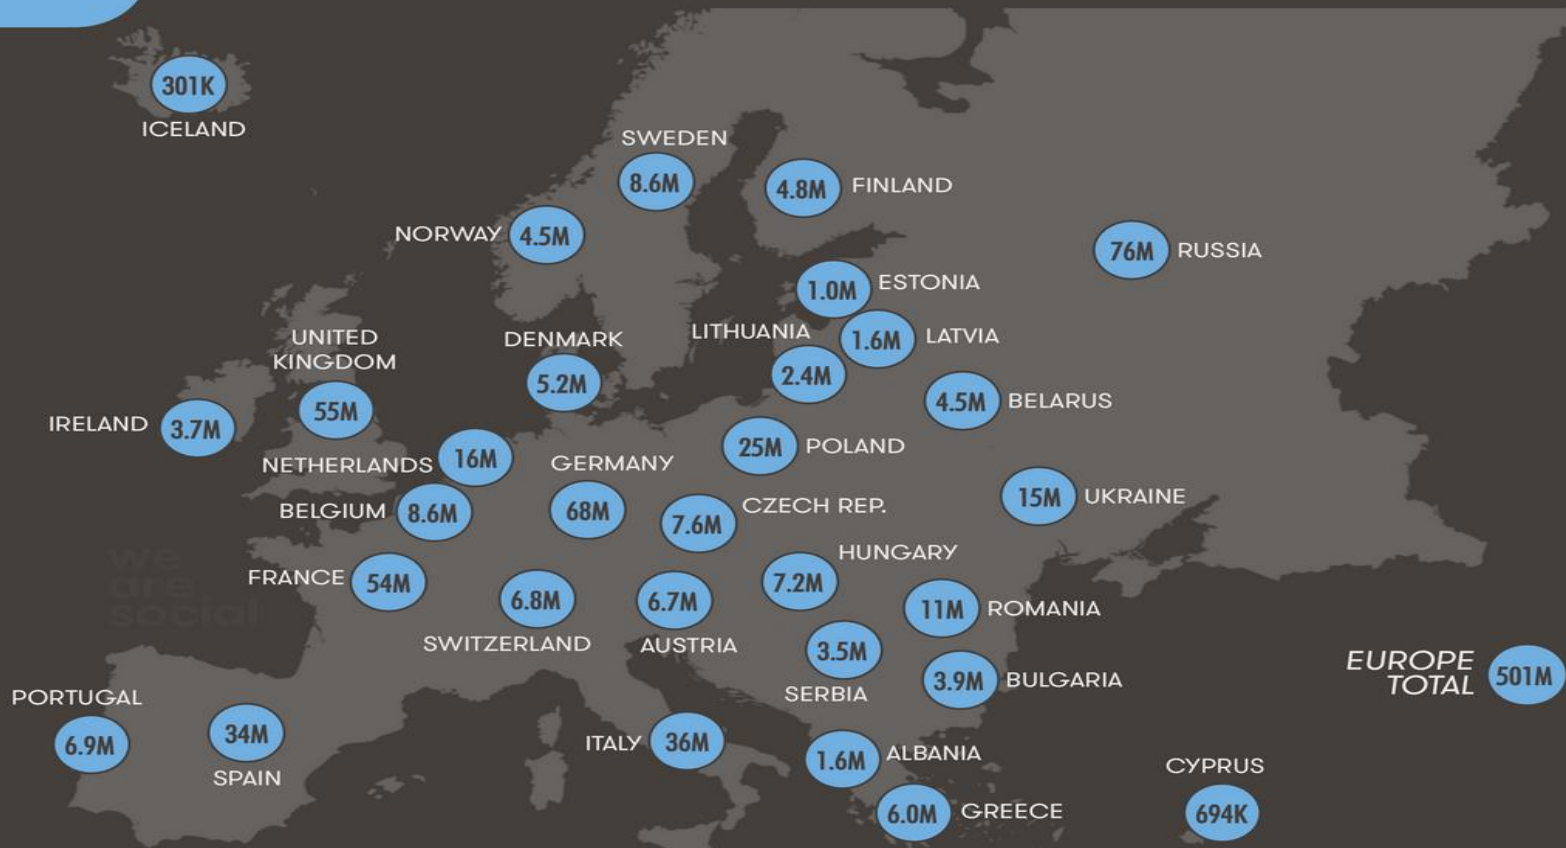 301K
ICELAND
SWEDEN
8.6M
4.8M FINLAND
NORWAY 4.5M
76M RUSSIA
1.0M ESTONIA
UNITED
KINGDOM
55M
DENMARK
5.2M
LITHUANIA
2.4M
1.6M LATVIA
4.5M BELARUS
IRELAND 3.7M
25M POLAND
NETHERLANDS 16M
GERMANY
68M
15M UKRAINE
BELGIUM 8.6M
CZECH REP.
7.6M
HUNGARY
7.2M
we
are
social
FRANCE 54M
6.8M
SWITZERLAND
6.7M
AUSTRIA
11M ROMANIA
3.5M
SERBIA
3.9M BULGARIA
EUROPE
TOTAL
501M
PORTUGAL
6.9M
34M
SPAIN
ITALY 36M
1.6M ALBANIA
6.0M GREECE
CYPRUS
694K